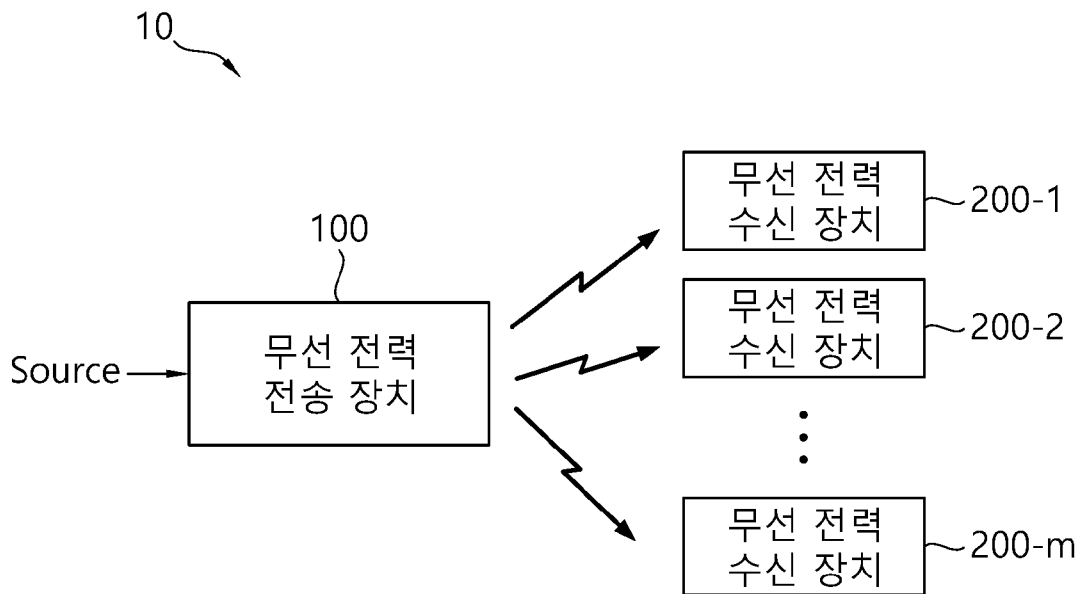 10
무선 전력
수신 장치
200-1
100
무선 전력
수신 장치
200-2
Source
무선 전력
전송 장치
무선 전력
수신 장치
200-m